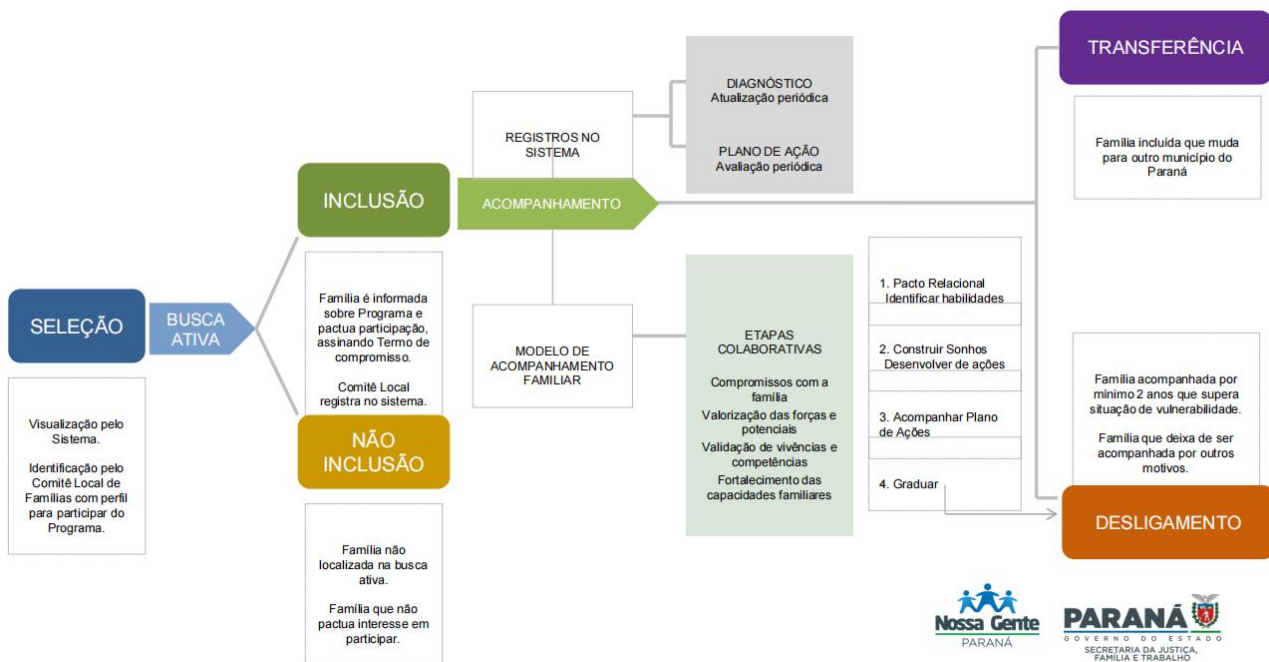 SELEÇÃO
Visualização pelo
Sistema.
Identificação pelo
Comitê Local de
Famílias com perfil
para participar do
Programa.
BUSCA
ATIVA
INCLUSÃO
Família é informada
sobre Programa e
pactua participação,
assinando Termo de
compromisso.
Comitê Local
registra no sistema.
NÃO
INCLUSÃO
Família não
localizada na busca
ativa.
Família que não
pactua interesse em
participar.
ACOMPANHAMENTO
REGISTROS NO
SISTEMA
DIAGNÓSTICO
Atualização periódica
PLANO DE AÇÃO
Avaliação periódica
MODELO DE
ACOMPANHAMENTO
FAMILIAR
ETAPAS
COLABORATIVAS
Compromissos com a
família
Valorização das forças e
potenciais
Validação de vivências e
competências
Fortalecimento das
capacidades familiares
1. Pacto Relacional
Identificar habilidades
2. Construir Sonhos
Desenvolver de ações
3. Acompanhar Plano
de Ações
4. Graduar
TRANSFERÊNCIA
Família incluída que muda
para outro município do
Paraná
Família acompanhada por
mínimo 2 anos que supera
situação de vulnerabilidade.
Família que deixa de ser
acompanhada por outros
motivos.
DESLIGAMENTO
Nossa Gente
PARANÁ
PARANÁ
GOVERNO DO ESTADO
SECRETARIA DA JUSTIÇA,
FAMÍLIA E TRABALHO